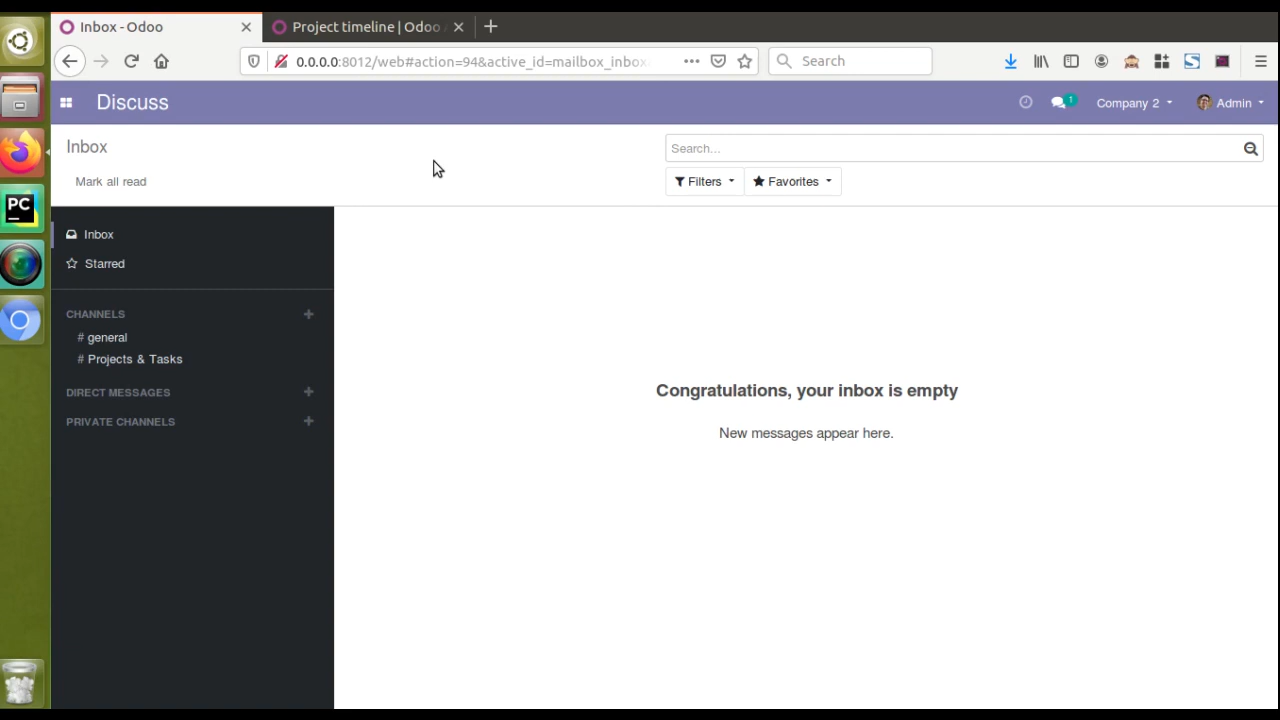 Inbox - Odoo
Project timeline | Odoo
0.0.0.0:8012/web#action=94&active_id=mailbox_inbox
Search
Discuss
1
Company 2
Admin
Inbox
Search...
Mark all read
Filters
Favorites
Inbox
Starred
CHANNELS
# general
# Projects & Tasks
DIRECT MESSAGES
PRIVATE CHANNELS
Congratulations, your inbox is empty
New messages appear here.
PC
S